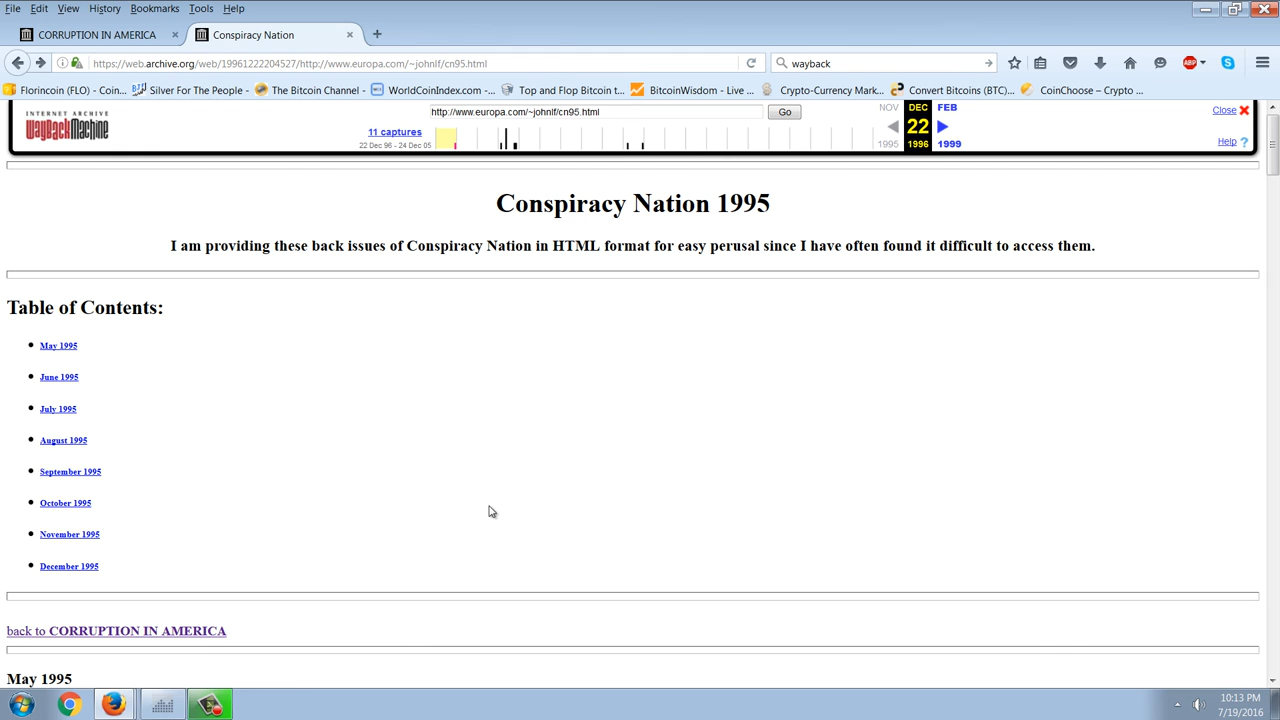 File Edit View History Bookmarks Tools Help
CORRUPTION IN AMERICA × Conspiracy Nation × +
https://web.archive.org/web/19961222204527/http://www.europa.com/~johnlf/cn95.html wayback
Florincoin (FLO) - Coin... Silver For The People - The Bitcoin Channel - WorldCoinIndex.com -... Top and Flop Bitcoin t... BitcoinWisdom - Live ... Crypto-Currency Mark... Convert Bitcoins (BTC)... CoinChoose – Crypto ...
INTERNET ARCHIVE
WayBackMachine
http://www.europa.com/~johnlf/cn95.html Go
11 captures
22 Dec 96 - 24 Dec 05
NOV DEC FEB
22
1995 1996 1999
Close
Help ?
Conspiracy Nation 1995
I am providing these back issues of Conspiracy Nation in HTML format for easy perusal since I have often found it difficult to access them.
Table of Contents:
May 1995
June 1995
July 1995
August 1995
September 1995
October 1995
November 1995
December 1995
back to CORRUPTION IN AMERICA
May 1995
10:13 PM
7/19/2016